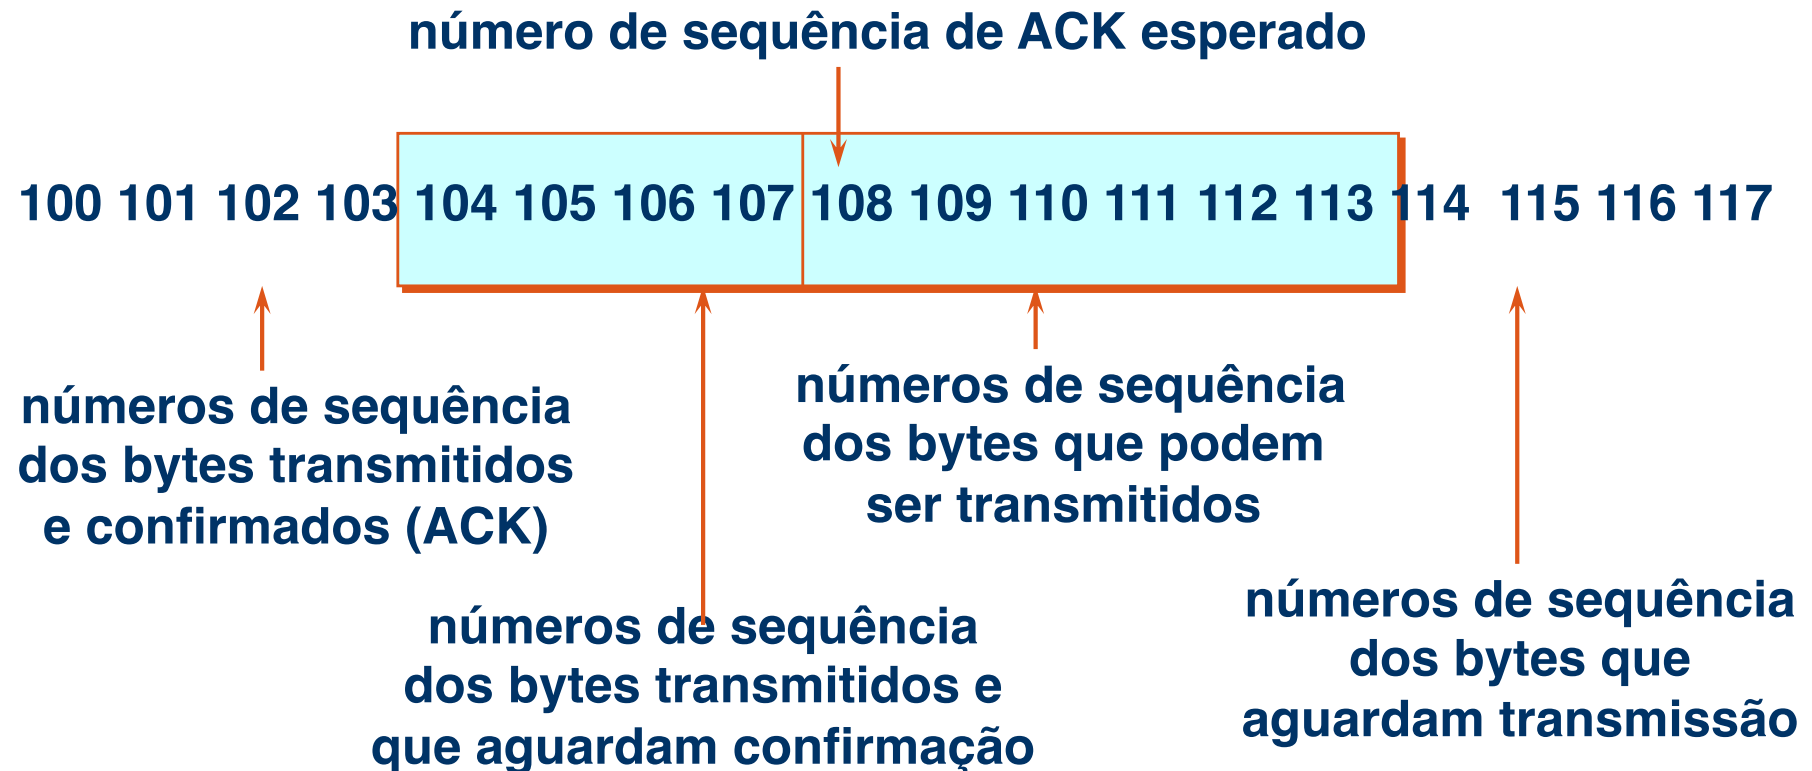 número de sequência de ACK esperado
100 101 102 103 104 105 106 107 108 109 110 111 112 113 114 115 116 117
números de sequência
dos bytes transmitidos
e confirmados (ACK)
números de sequência
dos bytes transmitidos e
que aguardam confirmação
números de sequência
dos bytes que podem
ser transmitidos
números de sequência
dos bytes que
aguardam transmissão